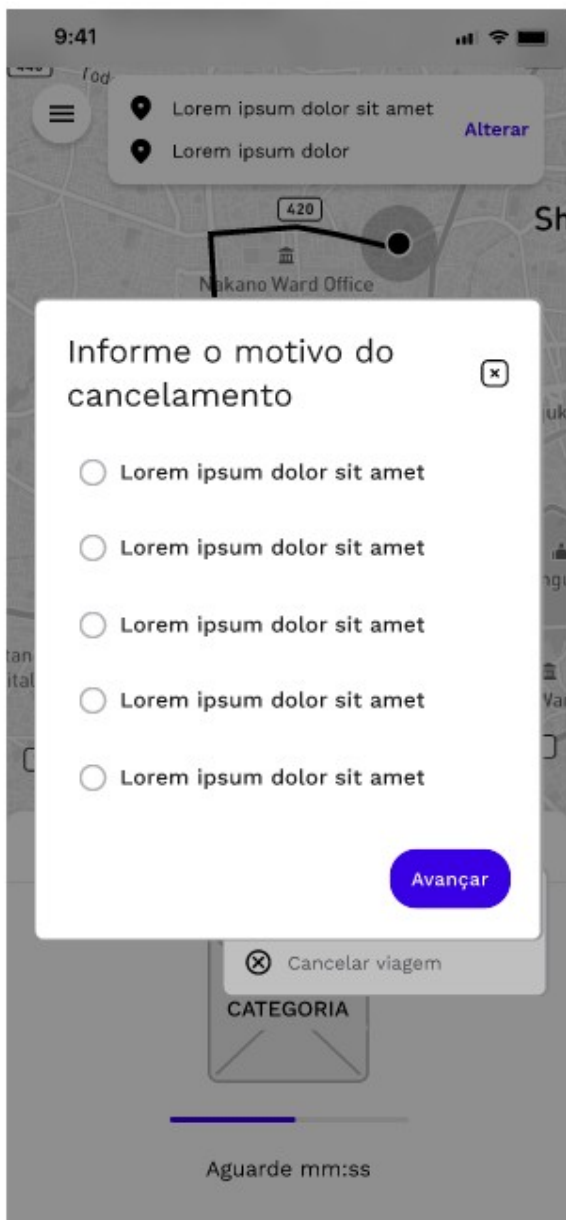 9:41
Lorem ipsum dolor sit amet
Alterar
Lorem ipsum dolor
420
Sh
Nakano Ward Office
Informe o motivo do
cancelamento
Lorem ipsum dolor sit amet
Lorem ipsum dolor sit amet
Lorem ipsum dolor sit amet
Lorem ipsum dolor sit amet
Lorem ipsum dolor sit amet
Avançar
Cancelar viagem
CATEGORIA
Aguarde mm:ss